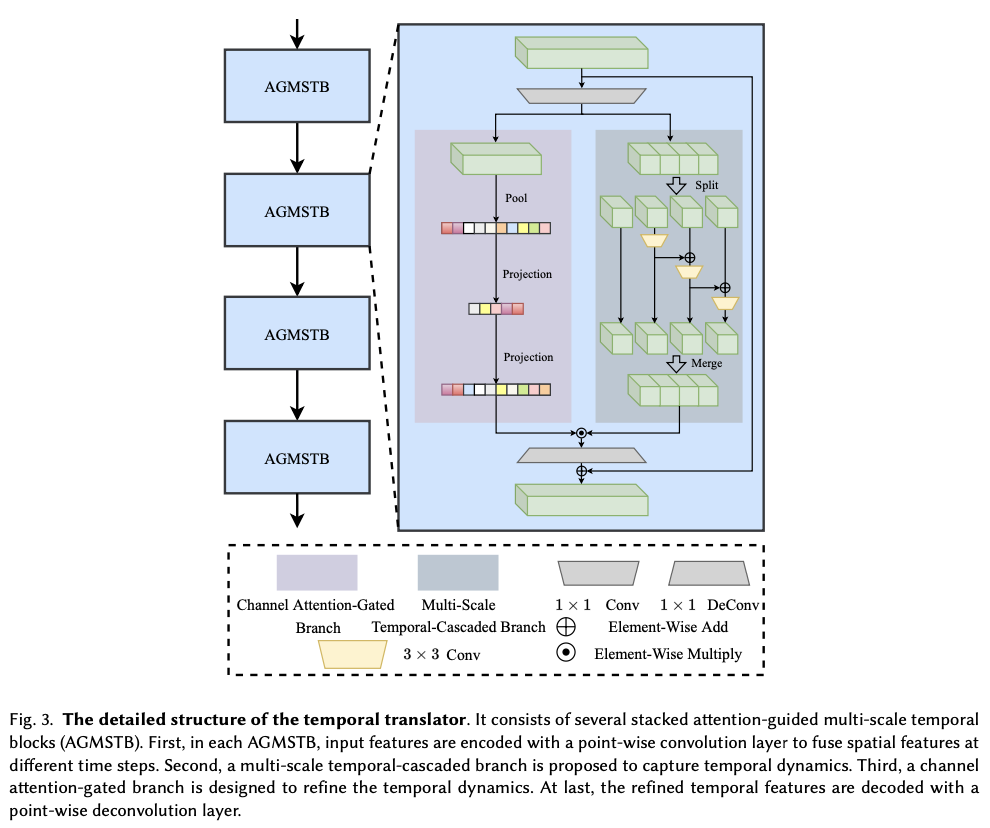 AGMSTB
AGMSTB
AGMSTB
AGMSTB
Pool
Projection
Projection
Split
Merge
Channel Attention-Gated
Branch
Multi-Scale
Temporal-Cascaded Branch
1 × 1 Conv
1 × 1 DeConv
Element-Wise Add
3 × 3 Conv
Element-Wise Multiply
Fig. 3. The detailed structure of the temporal translator. It consists of several stacked attention-guided multi-scale temporal
blocks (AGMSTB). First, in each AGMSTB, input features are encoded with a point-wise convolution layer to fuse spatial features at
different time steps. Second, a multi-scale temporal-cascaded branch is proposed to capture temporal dynamics. Third, a channel
attention-gated branch is designed to refine the temporal dynamics. At last, the refined temporal features are decoded with a
point-wise deconvolution layer.